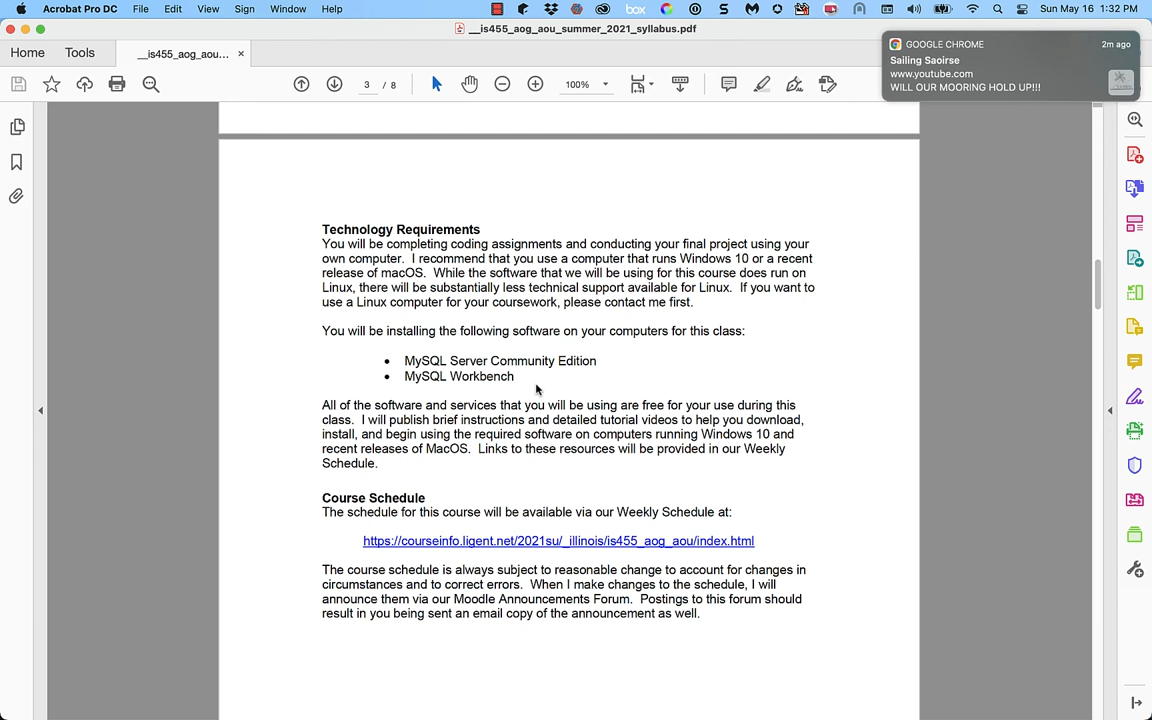 Acrobat Pro DC File Edit View Sign Window Help box Sun May 16 1:32 PM
__is455_aog_aou_summer_2021_syllabus.pdf
Home Tools __is455_aog_aou... ×
GOOGLE CHROME 2m ago
Sailing Saoirse
www.youtube.com
WILL OUR MOORING HOLD UP!!!
3 / 8 100%
Technology Requirements
You will be completing coding assignments and conducting your final project using your
own computer. I recommend that you use a computer that runs Windows 10 or a recent
release of macOS. While the software that we will be using for this course does run on
Linux, there will be substantially less technical support available for Linux. If you want to
use a Linux computer for your coursework, please contact me first.
You will be installing the following software on your computers for this class:
• MySQL Server Community Edition
• MySQL Workbench
All of the software and services that you will be using are free for your use during this
class. I will publish brief instructions and detailed tutorial videos to help you download,
install, and begin using the required software on computers running Windows 10 and
recent releases of MacOS. Links to these resources will be provided in our Weekly
Schedule.
Course Schedule
The schedule for this course will be available via our Weekly Schedule at:
https://courseinfo.ligent.net/2021su/_illinois/is455_aog_aou/index.html
The course schedule is always subject to reasonable change to account for changes in
circumstances and to correct errors. When I make changes to the schedule, I will
announce them via our Moodle Announcements Forum. Postings to this forum should
result in you being sent an email copy of the announcement as well.